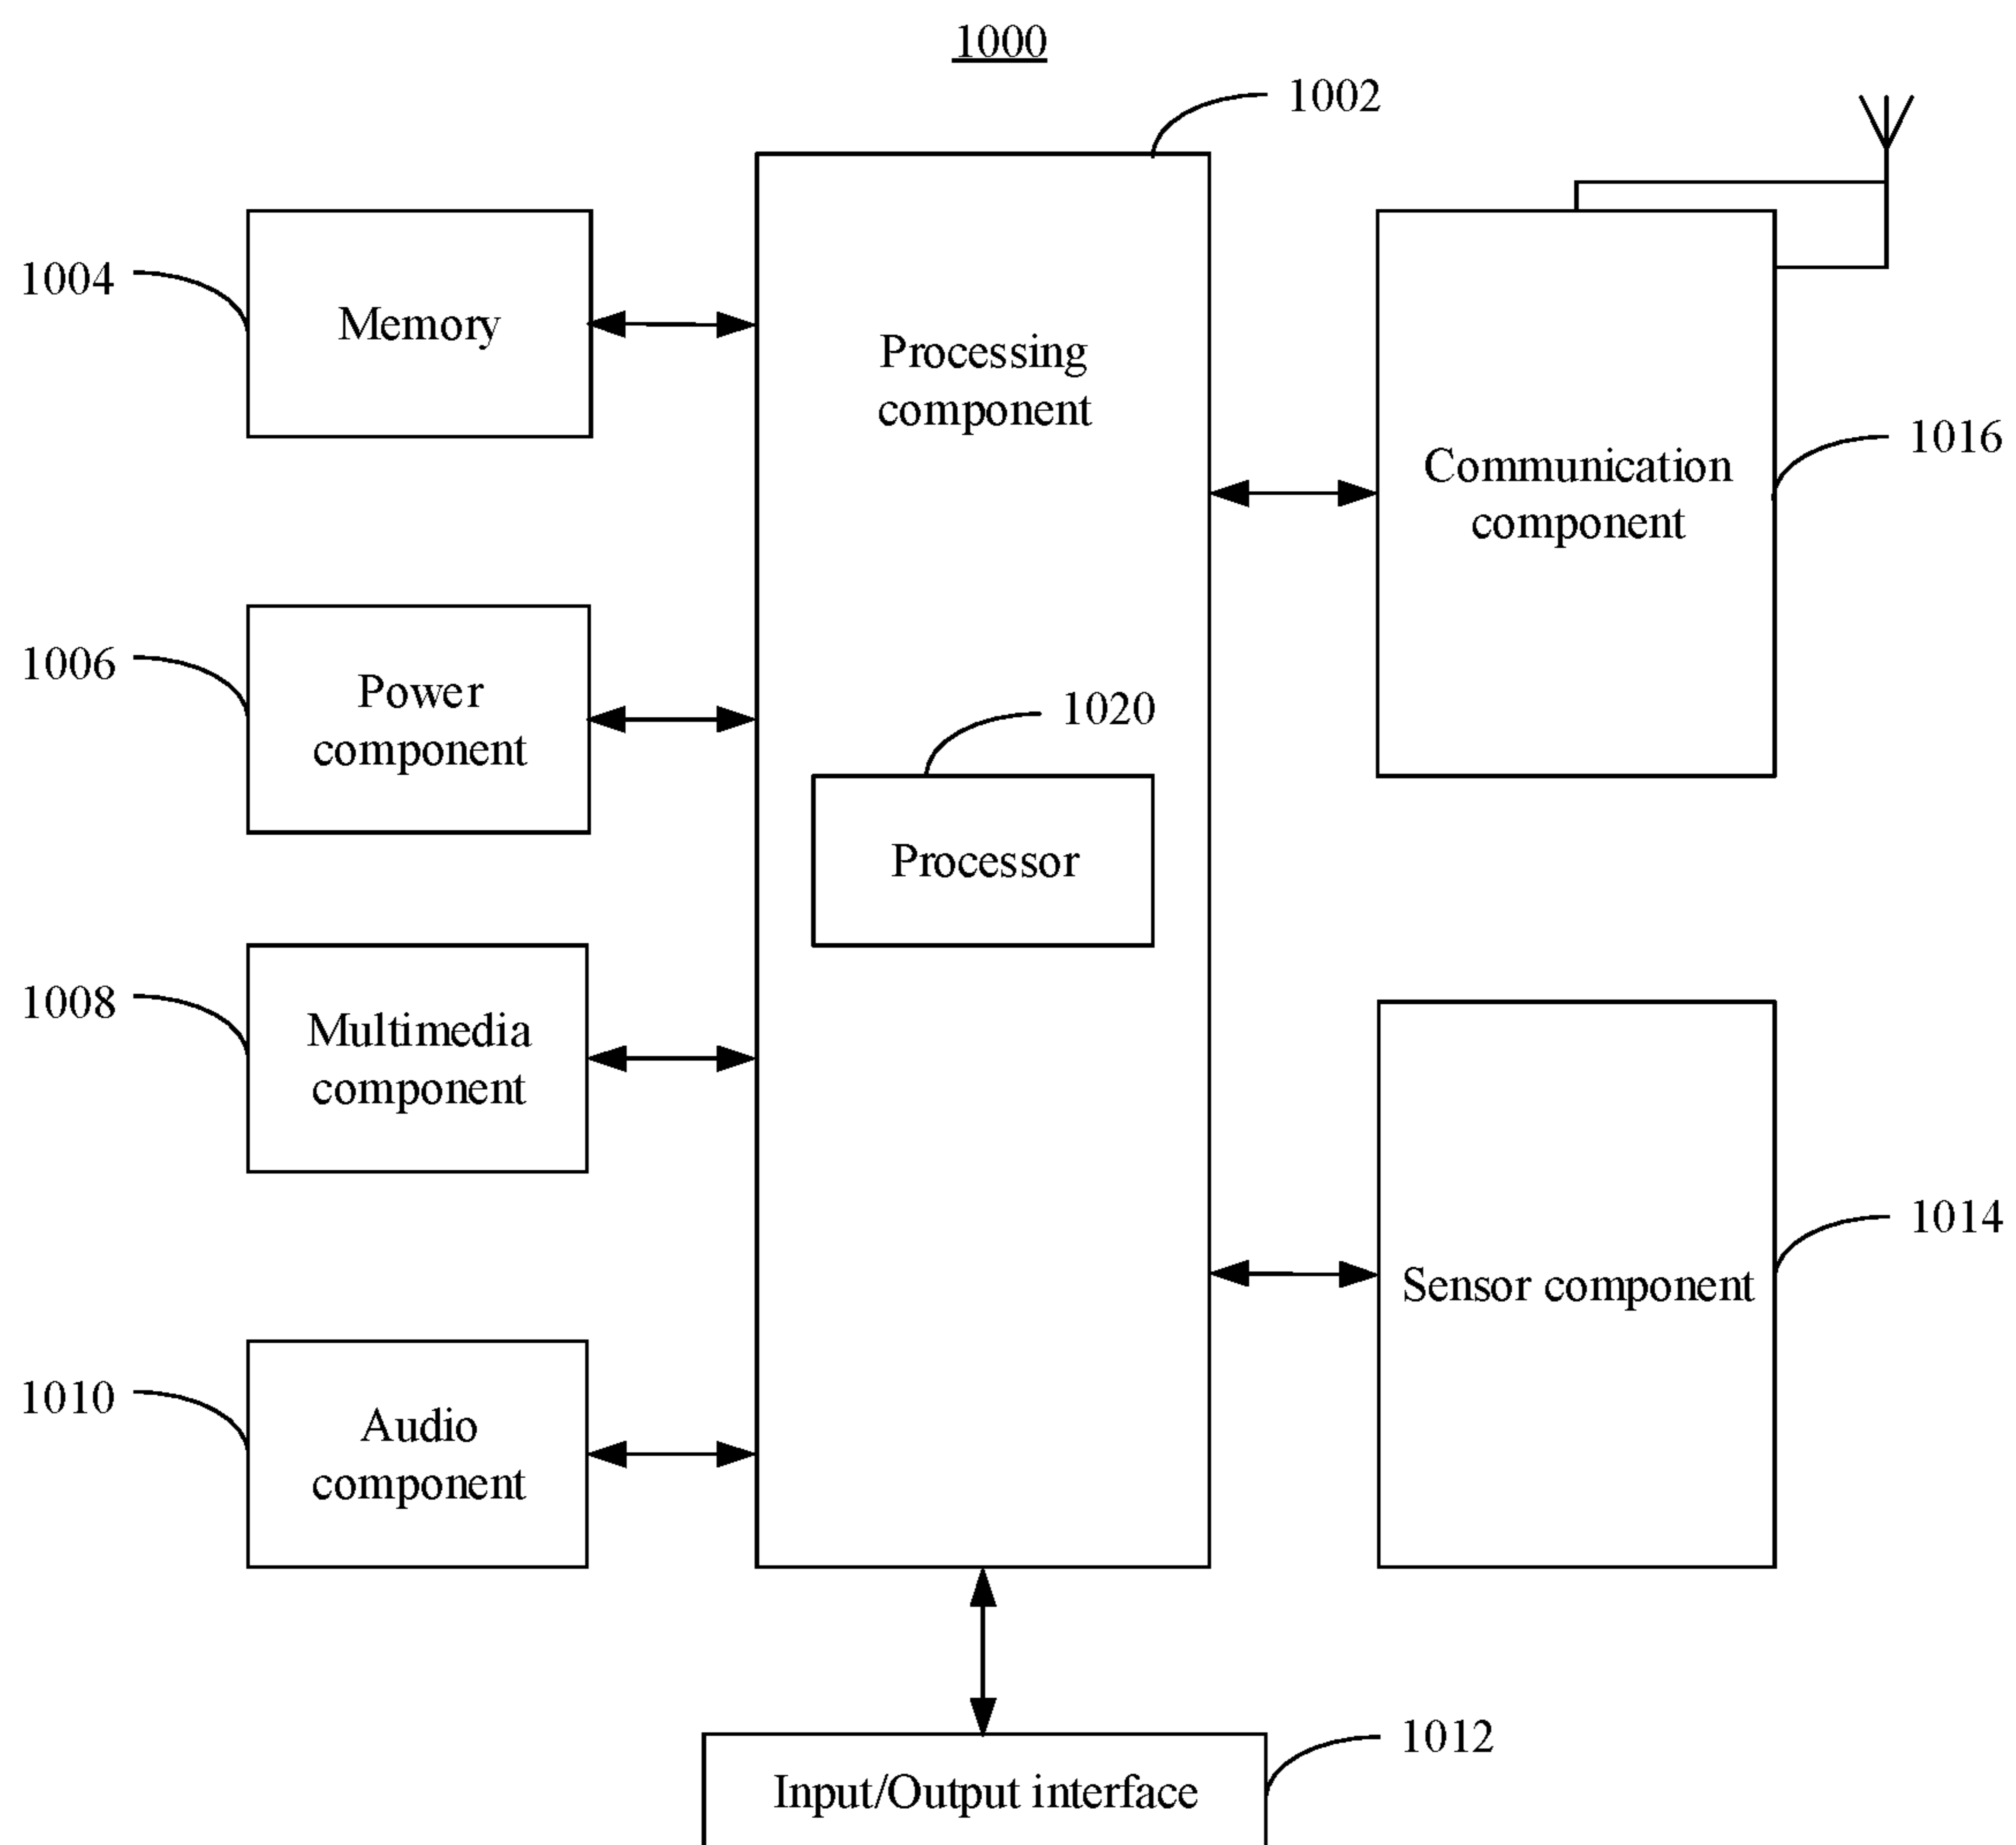 1000
1002
1004
Memory
Processing
component
Communication
component
1016
1006
Power
component
1020
Processor
1008
Multimedia
component
1014
Sensor component
1010
Audio
component
1012
Input/Output interface